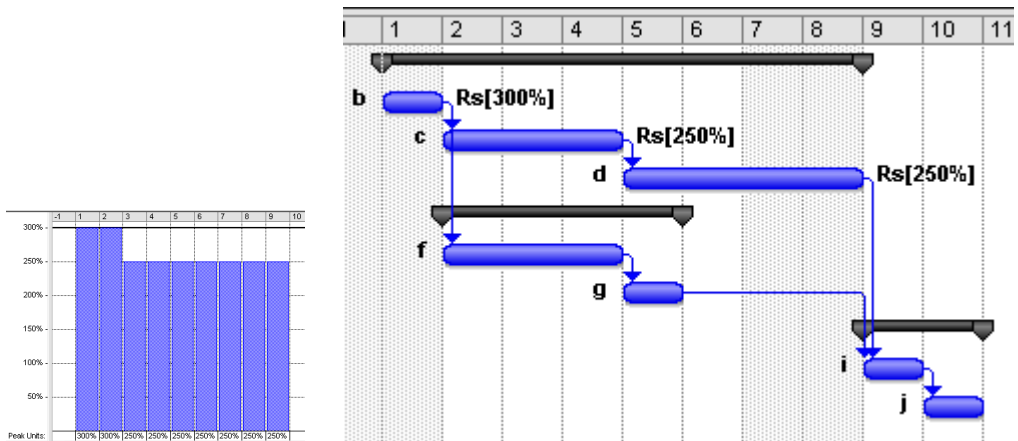 1 2 3 4 5 6 7 8 9 10 11
b Rs[300%]
c Rs[250%]
d Rs[250%]
f
g
i
j
-1 1 2 3 4 5 6 7 8 9 10
300%
250%
200%
150%
100%
50%
Peak Units: 300% 300% 250% 250% 250% 250% 250% 250% 250%